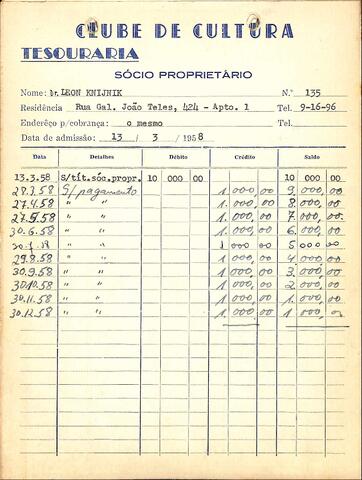 CLUBE DE CULTURA
TESOURARIA
SÓCIO PROPRIETÁRIO
Nome: Dr. LEON KNIJNIK N.º 135
Residência Rua Gal. João Teles, 424 - Apto. 1 Tel. 9-16-96
Enderêço p/cobrança: o mesmo Tel.
Data de admissão: 13 / 3 / 1958
Data Detalhes Débito Crédito Saldo
13.3.58 S/tít.sóc.propr. 10 000 00 10 000 00
28.3.58 S/ pagamento 1.000,00 9.000,00
27.4.58 " " 1.000,00 8.000,00
27.5.58 " " 1.000,00 7.000,00
30.6.58 " " 1.000,00 6.000,00
" " 1000,00 5000,00
29.8.58 " " 1.000,00 4.000,00
30.9.58 " " 1.000,00 3.000,00
30.10.58 " " 1.000,00 2.000,00
30.11.58 " " 1.000,00 1.000,00
30.12.58 " " 1.000,00 1 000,00